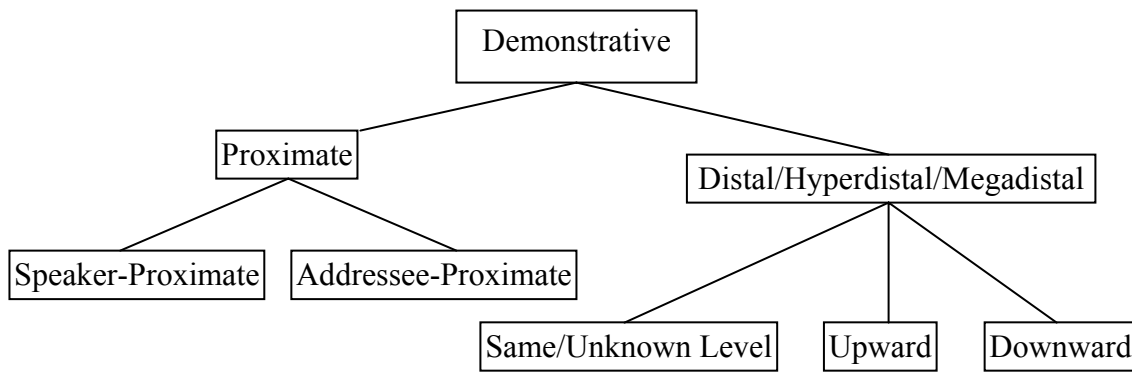 Demonstrative
Proximate
Distal/Hyperdistal/Megadistal
Speaker-Proximate
Addressee-Proximate
Same/Unknown Level
Upward
Downward